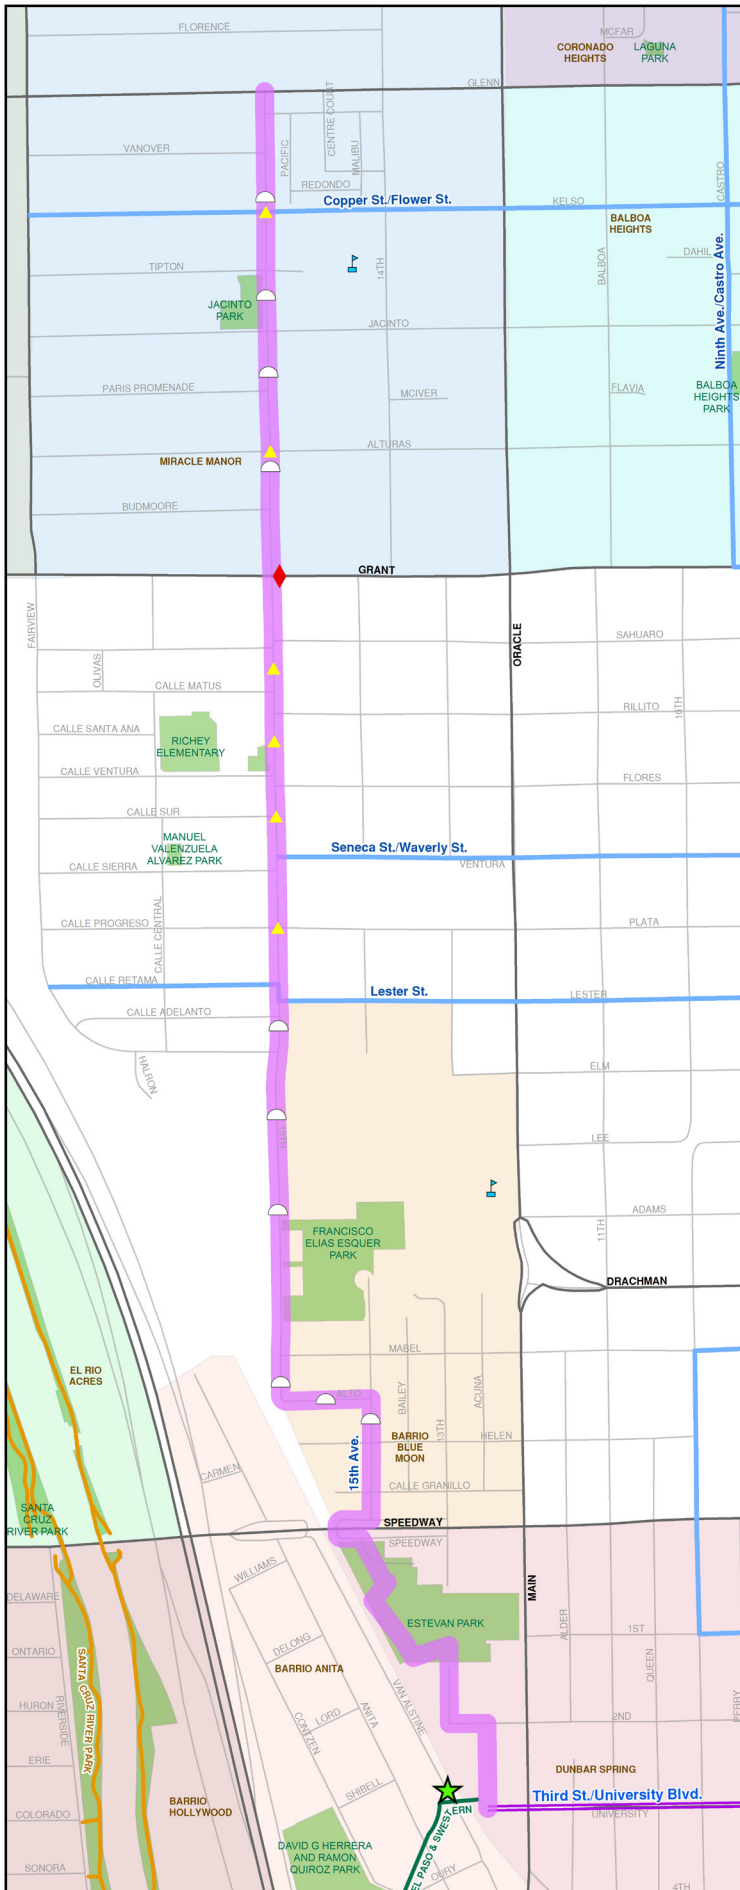 FLORENCE
MCFAR
CORONADO
HEIGHTS
LAGUNA
PARK
GLENN
CENTRE COURT
VANOVER
PACIFIC
MALIBU
REDONDO
CASTRO
Copper St./Flower St.
KELSO
BALBOA
HEIGHTS
DAHIL
TIPTON
14TH
BALBOA
Ninth Ave./Castro Ave.
JACINTO
PARK
JACINTO
PARIS PROMENADE
MCIVER
FLAVIA
BALBOA
HEIGHTS
PARK
ALTURAS
MIRACLE MANOR
BUDMOORE
GRANT
FAIRVIEW
ORACLE
SAHUARO
OLIVAS
CALLE MATUS
10TH
RILLITO
CALLE SANTA ANA
RICHEY
ELEMENTARY
CALLE VENTURA
FLORES
CALLE SUR
MANUEL
VALENZUELA
ALVAREZ PARK
Seneca St./Waverly St.
CALLE SIERRA
VENTURA
CALLE PROGRESO
CALLE CENTRAL
PLATA
CALLE RETAMA
Lester St.
LESTER
CALLE ADELANTO
HALRON
ELM
15TH
LEE
ADAMS
11TH
FRANCISCO
ELIAS ESQUER
PARK
DRACHMAN
MABEL
EL RIO
ACRES
ALTO
BAILEY
ACUNA
13TH
HELEN
BARRIO
BLUE
MOON
15th Ave.
CARMEN
CALLE GRANILLO
SANTA
CRUZ
RIVER PARK
SPEEDWAY
SPEEDWAY
WILLIAMS
DELAWARE
MAIN
ALDER
ESTEVAN PARK
1ST
DELONG
ONTARIO
QUEEN
BARRIO ANITA
SANTA CRUZ RIVER PARK
VAN ALSTINE
HURON
RIVERSIDE
LORD
ANITA
CONTZEN
2ND
PERRY
ERIE
DUNBAR SPRING
SHIBELL
BARRIO
HOLLYWOOD
Third St./University Blvd.
COLORADO
UNIVERSITY
EL PASO & SWESTERN
DAVID G HERRERA
AND RAMON
QUIROZ PARK
SONORA
OURY
4TH